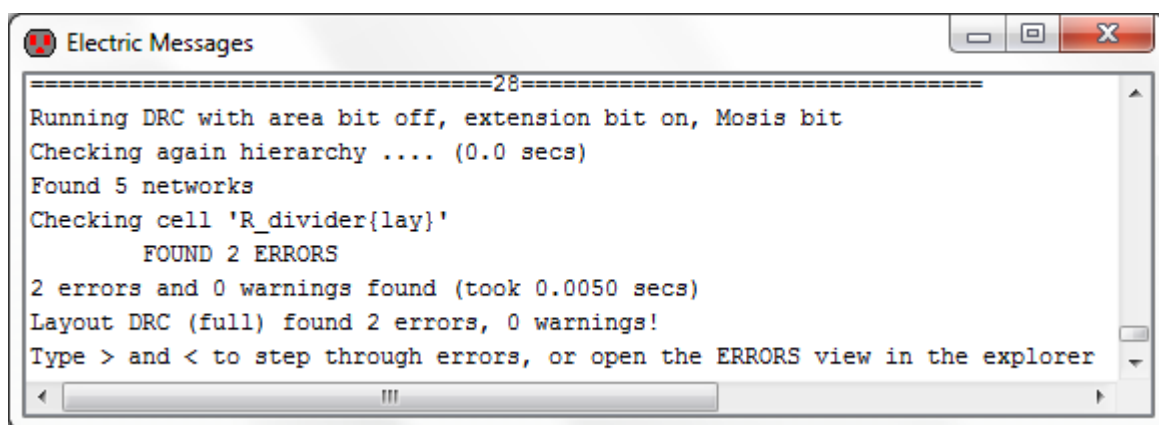 Electric Messages
=================================28=================================
Running DRC with area bit off, extension bit on, Mosis bit
Checking again hierarchy .... (0.0 secs)
Found 5 networks
Checking cell 'R_divider{lay}'
FOUND 2 ERRORS
2 errors and 0 warnings found (took 0.0050 secs)
Layout DRC (full) found 2 errors, 0 warnings!
Type > and < to step through errors, or open the ERRORS view in the explorer